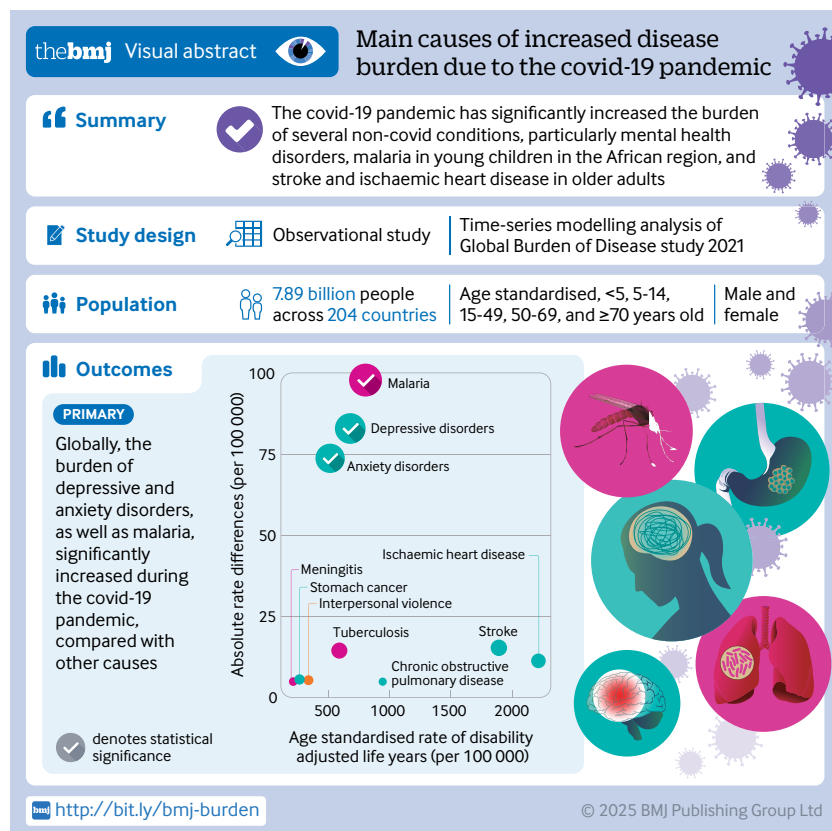 thebmj Visual abstract
Main causes of increased disease
burden due to the covid-19 pandemic
Summary
The covid-19 pandemic has significantly increased the burden
of several non-covid conditions, particularly mental health
disorders, malaria in young children in the African region, and
stroke and ischaemic heart disease in older adults
Study design
Observational study
Time-series modelling analysis of
Global Burden of Disease study 2021
Population
7.89 billion people
across 204 countries
Age standardised, <5, 5-14,
15-49, 50-69, and ≥70 years old
Male and
female
Outcomes
PRIMARY
Globally, the
burden of
depressive and
anxiety disorders,
as well as malaria,
significantly
increased during
the covid-19
pandemic,
compared with
other causes
denotes statistical
significance
Absolute rate differences (per 100 000)
100
75
50
25
0
Malaria
Depressive disorders
Anxiety disorders
Ischaemic heart disease
Meningitis
Stomach cancer
Interpersonal violence
Tuberculosis
Stroke
Chronic obstructive
pulmonary disease
500
1000
1500
2000
Age standardised rate of disability
adjusted life years (per 100 000)
bmj http://bit.ly/bmj-burden
© 2025 BMJ Publishing Group Ltd